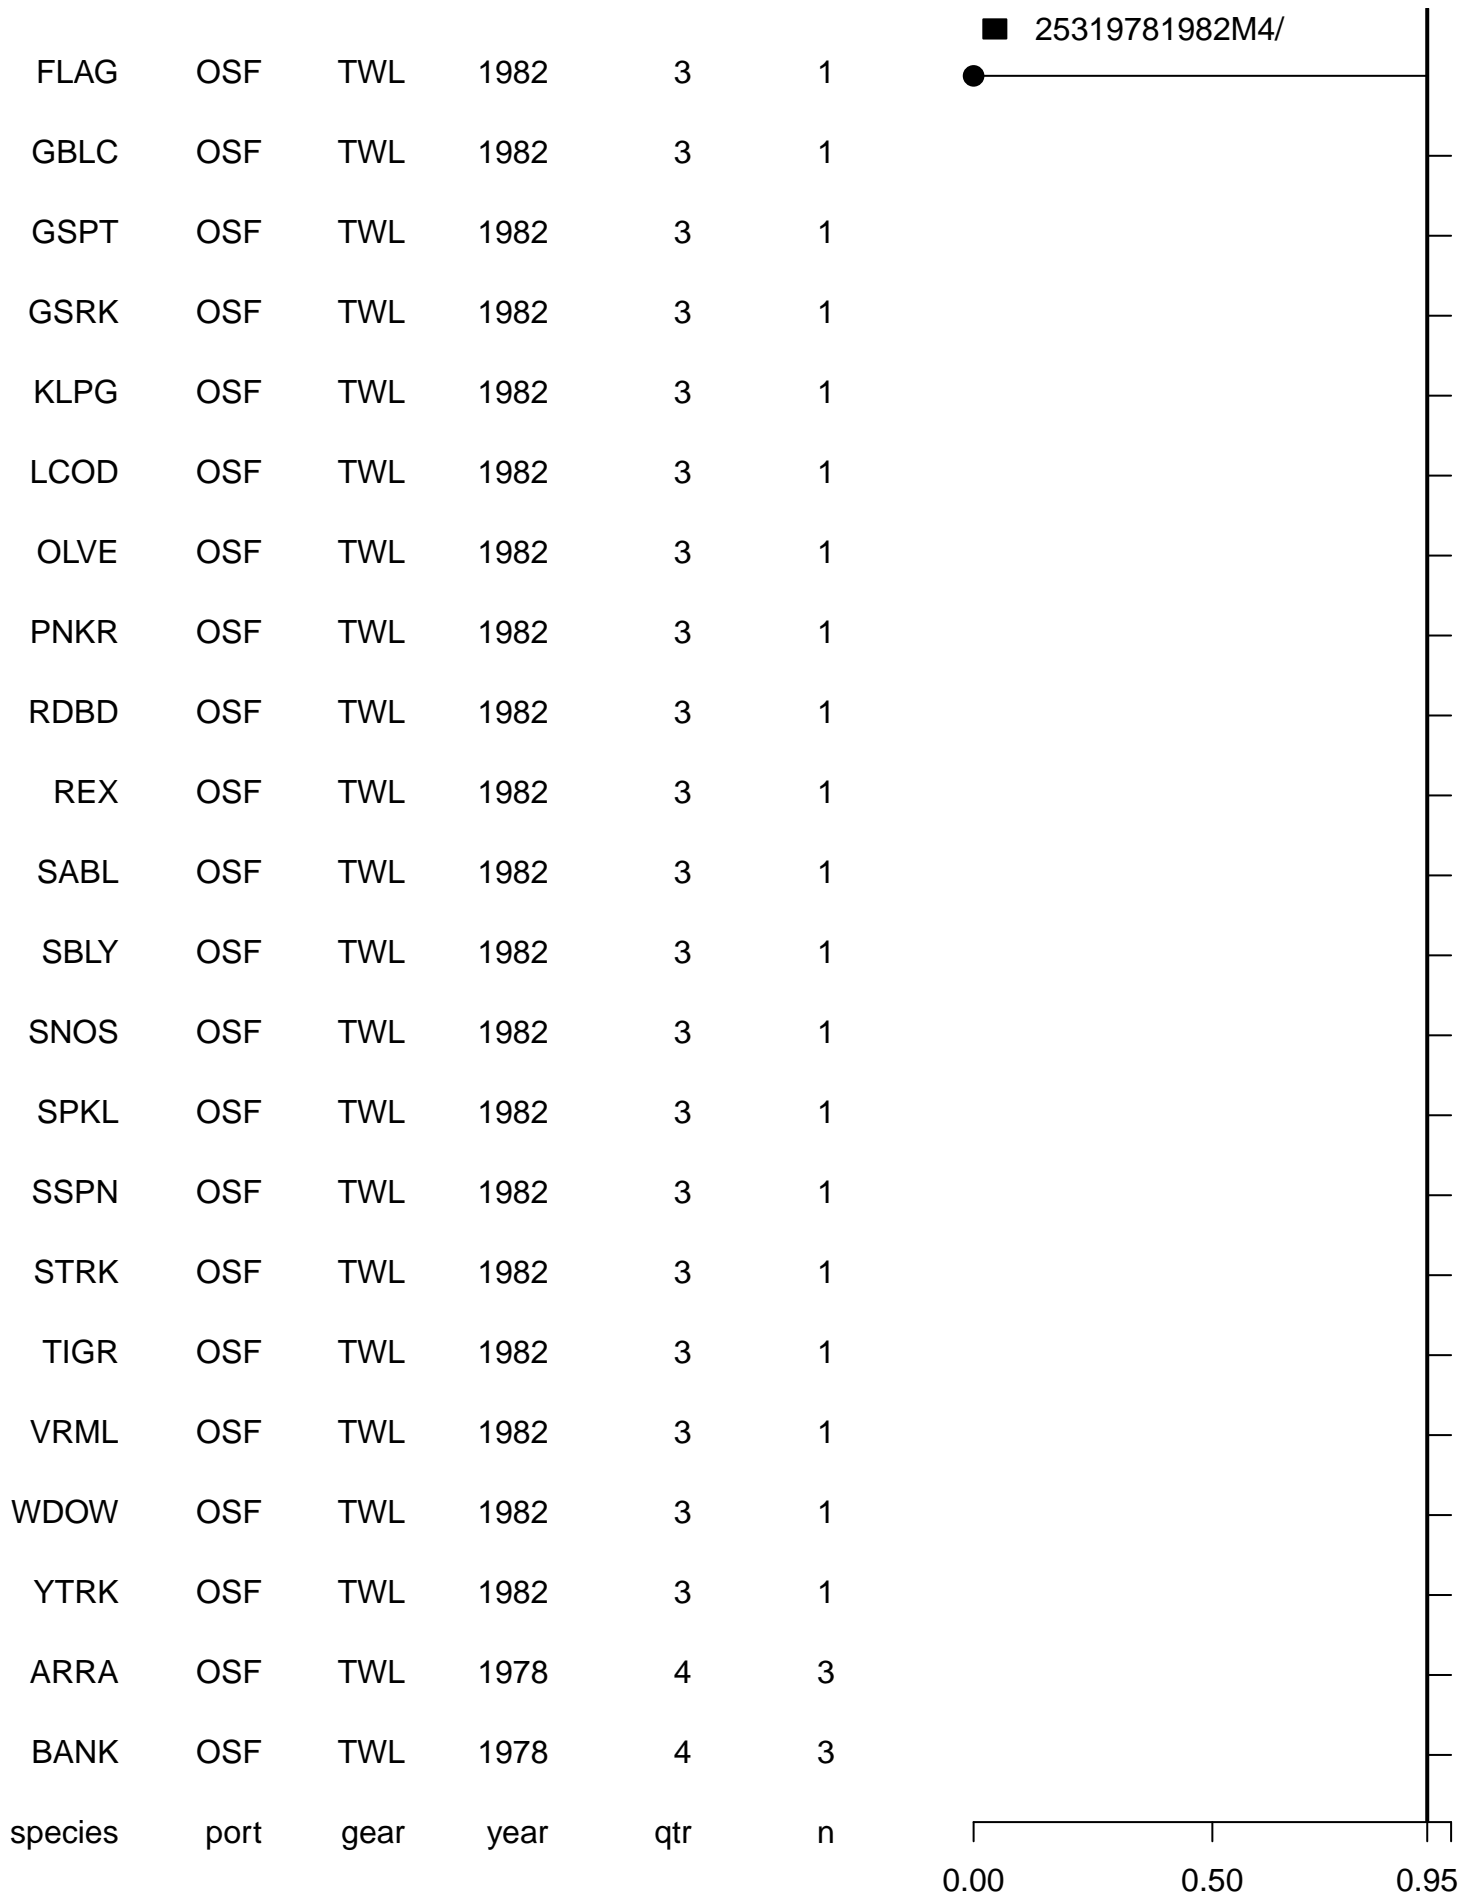 25319781982M4/
FLAG OSF TWL 1982 3 1
GBLC OSF TWL 1982 3 1
GSPT OSF TWL 1982 3 1
GSRK OSF TWL 1982 3 1
KLPG OSF TWL 1982 3 1
LCOD OSF TWL 1982 3 1
OLVE OSF TWL 1982 3 1
PNKR OSF TWL 1982 3 1
RDBD OSF TWL 1982 3 1
REX OSF TWL 1982 3 1
SABL OSF TWL 1982 3 1
SBLY OSF TWL 1982 3 1
SNOS OSF TWL 1982 3 1
SPKL OSF TWL 1982 3 1
SSPN OSF TWL 1982 3 1
STRK OSF TWL 1982 3 1
TIGR OSF TWL 1982 3 1
VRML OSF TWL 1982 3 1
WDOW OSF TWL 1982 3 1
YTRK OSF TWL 1982 3 1
ARRA OSF TWL 1978 4 3
BANK OSF TWL 1978 4 3
species port gear year qtr n
0.00 0.50 0.95